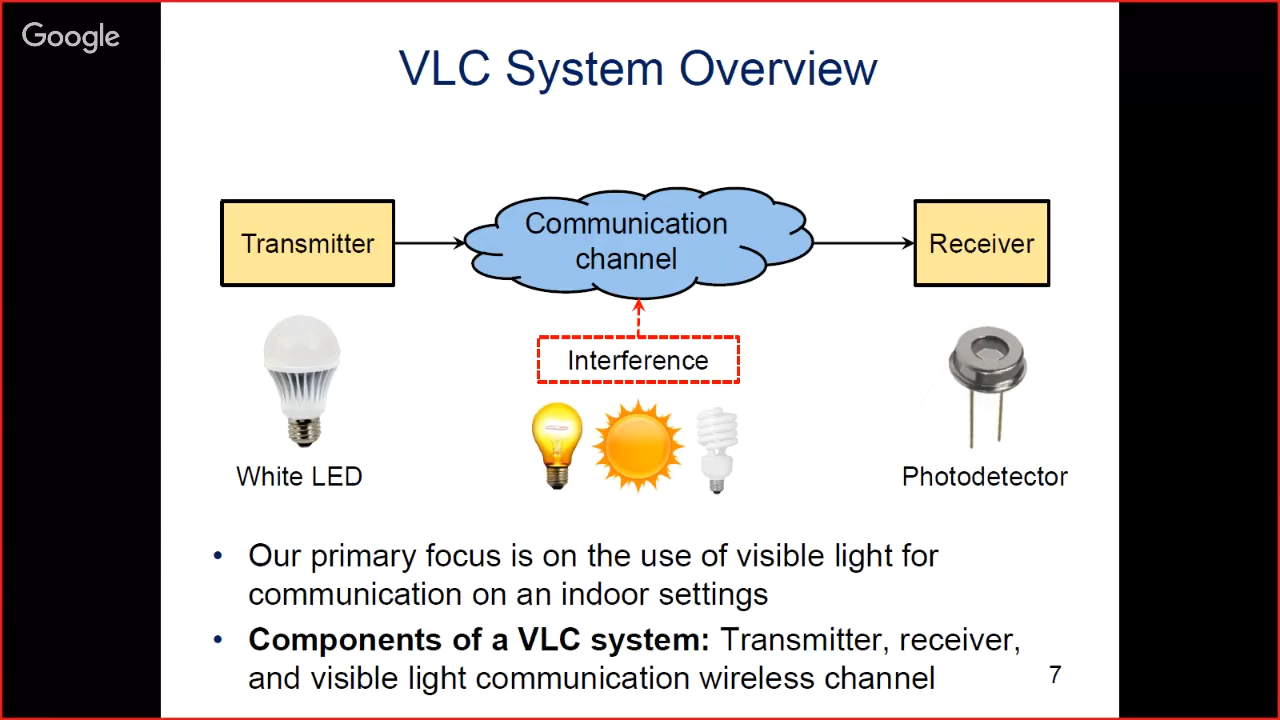 Google
VLC System Overview
Transmitter
Communication
channel
Receiver
Interference
White LED
Photodetector
• Our primary focus is on the use of visible light for
communication on an indoor settings
• Components of a VLC system: Transmitter, receiver,
and visible light communication wireless channel
7